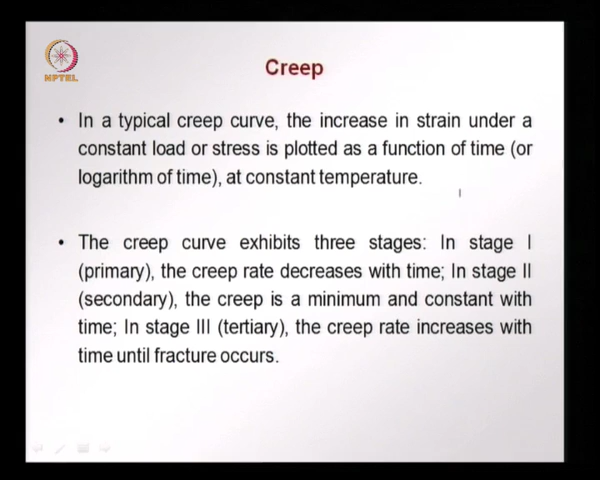 NPTEL
Creep
• In a typical creep curve, the increase in strain under a
constant load or stress is plotted as a function of time (or
logarithm of time), at constant temperature.
• The creep curve exhibits three stages: In stage I
(primary), the creep rate decreases with time; In stage II
(secondary), the creep is a minimum and constant with
time; In stage III (tertiary), the creep rate increases with
time until fracture occurs.